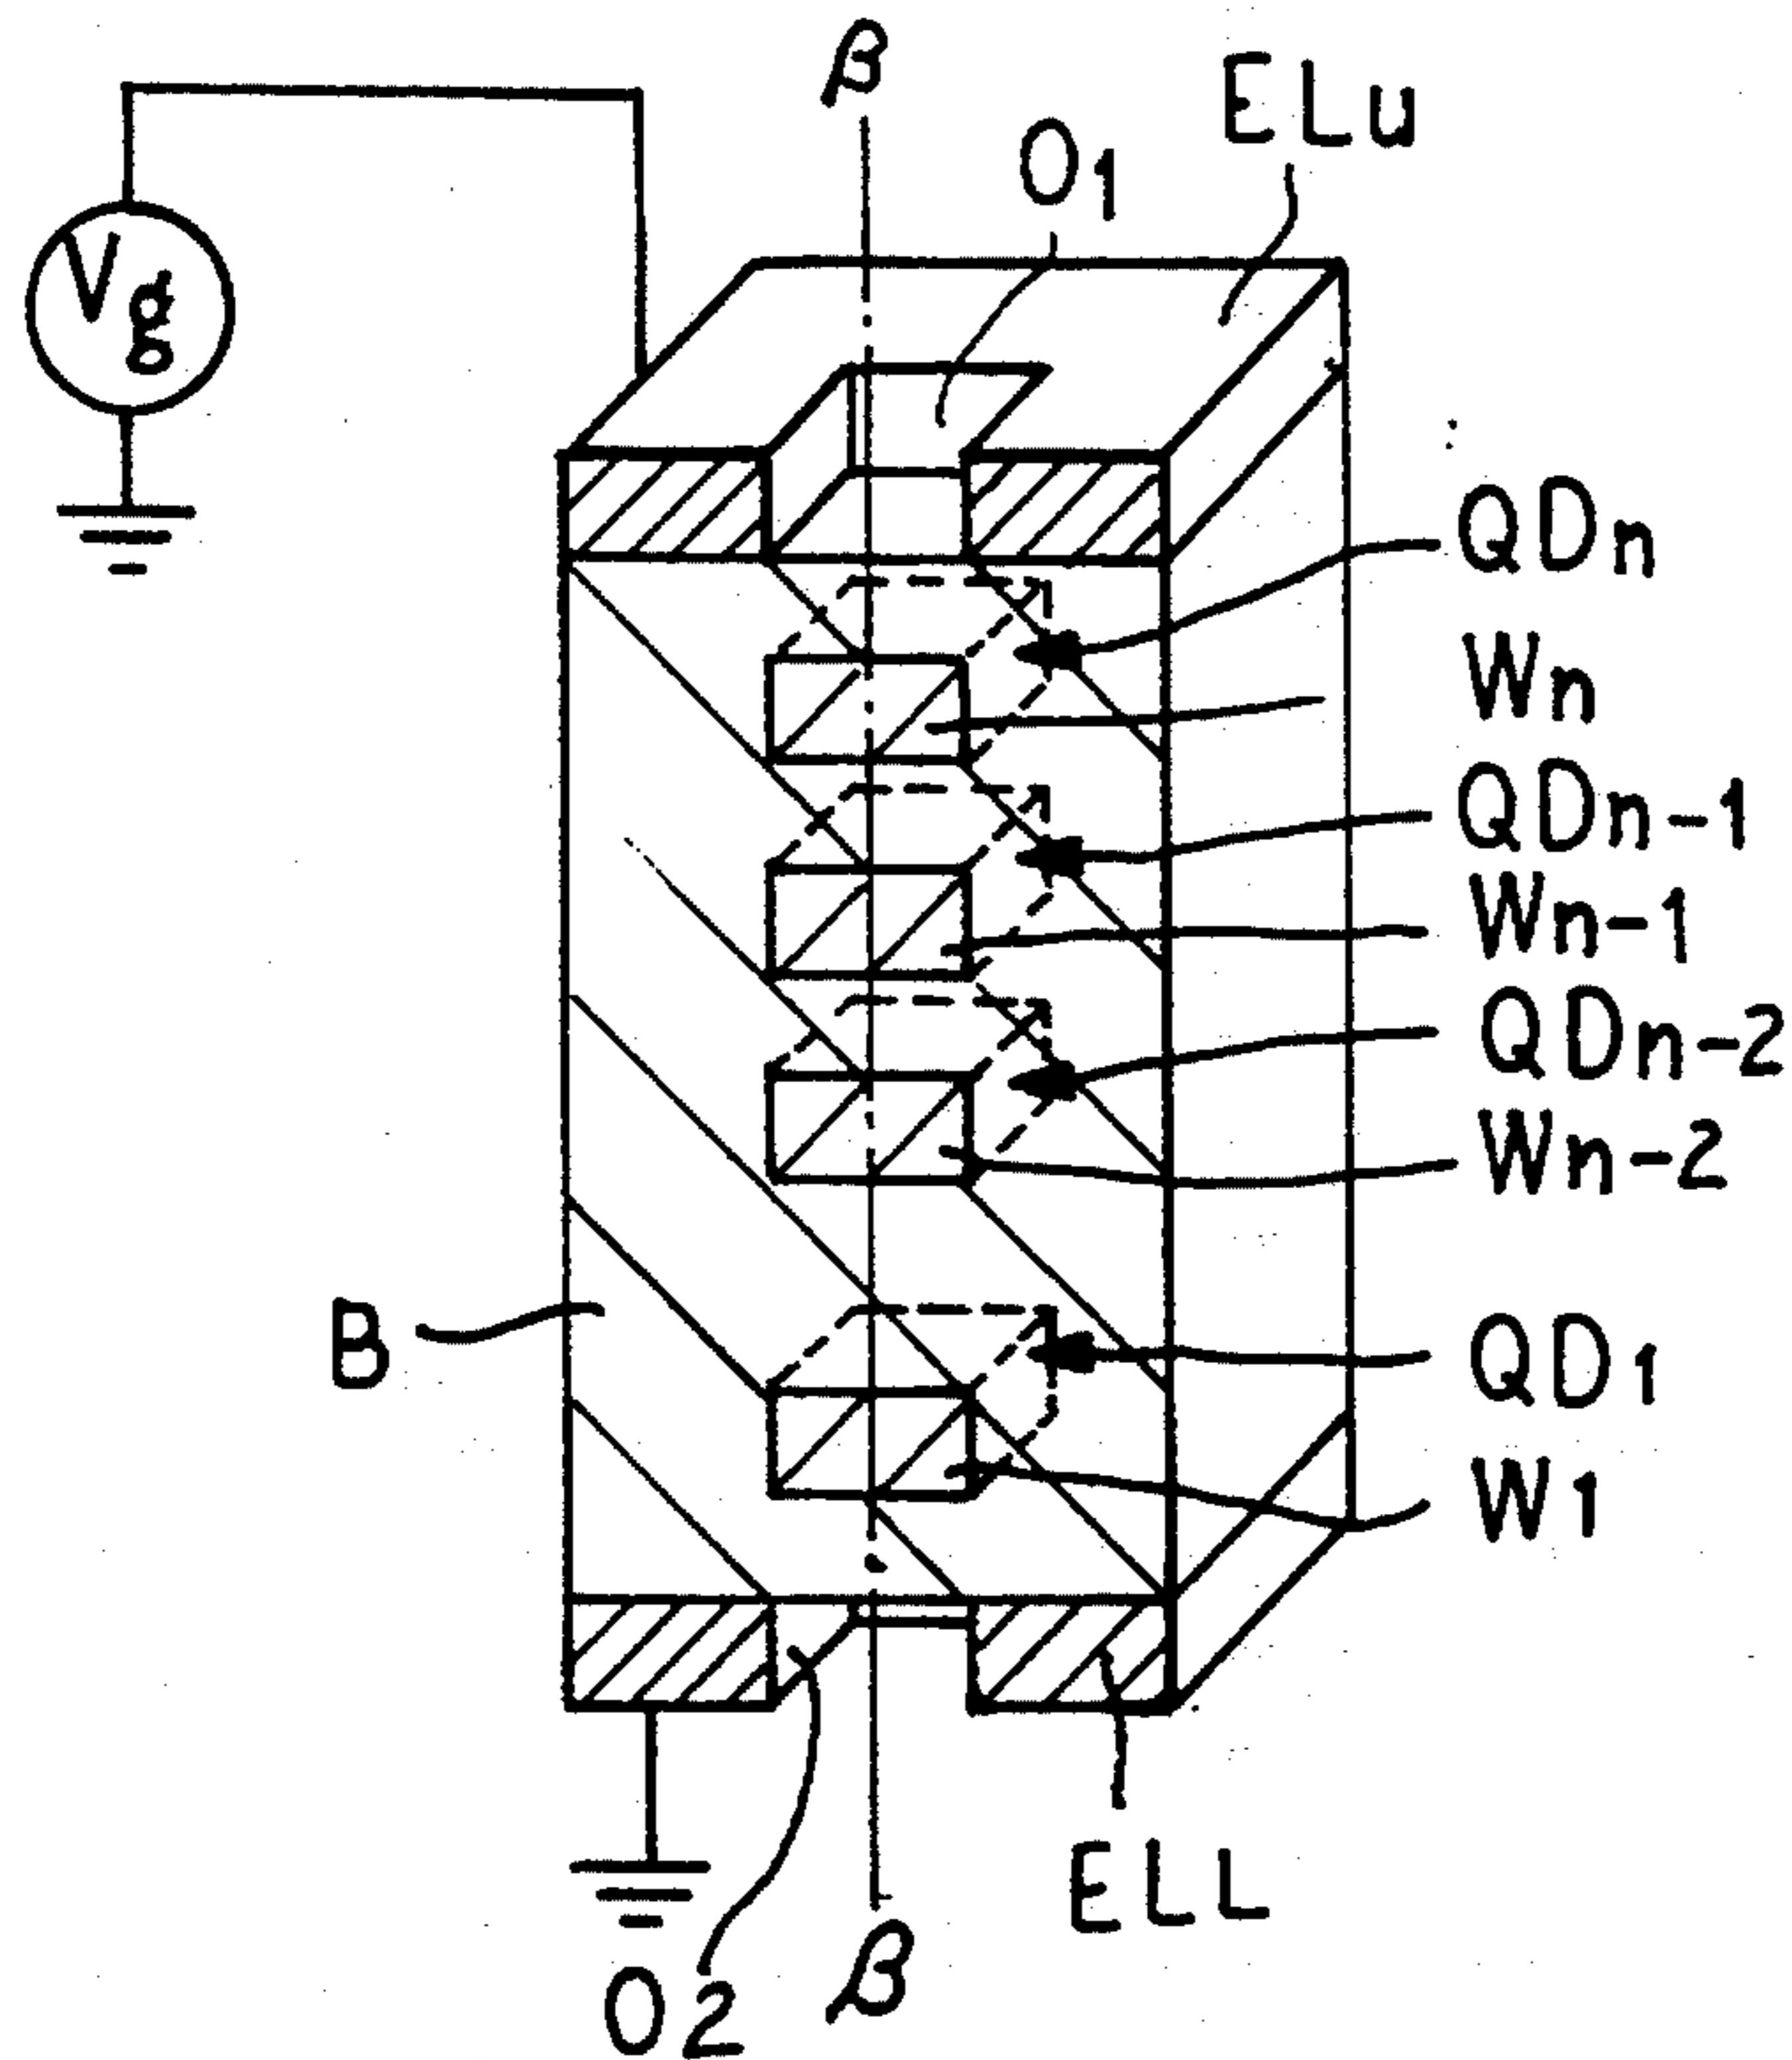 β
ELu
O1
Vg
QDn
Wn
QDn-1
Wn-1
QDn-2
Wn-2
B
QD1
W1
ELL
O2
β